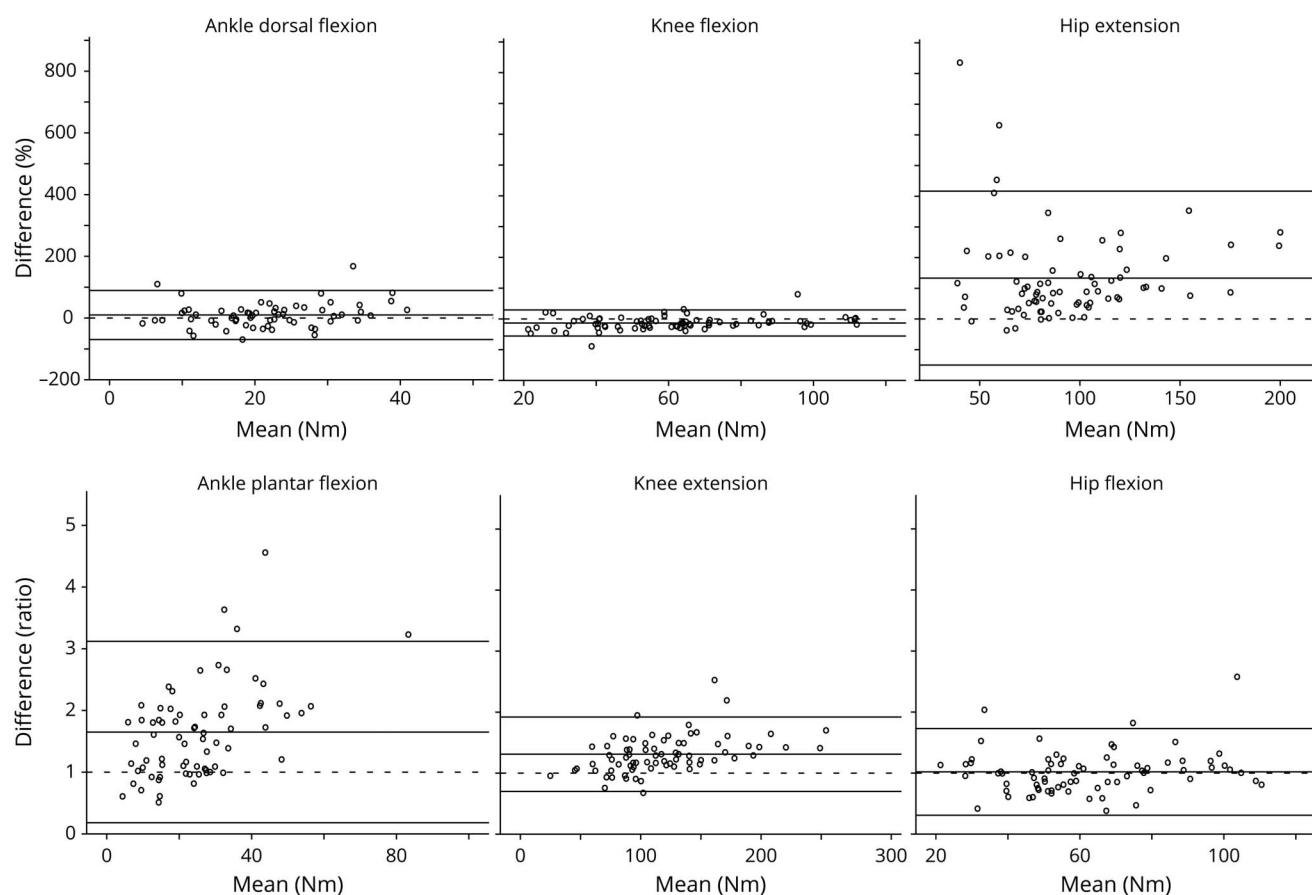 Ankle dorsal flexion
Knee flexion
Hip extension
Difference (%)
800
600
400
200
0
–200
0 20 40
20 60 100
50 100 150 200
Mean (Nm)
Mean (Nm)
Mean (Nm)
Ankle plantar flexion
Knee extension
Hip flexion
Difference (ratio)
5
4
3
2
1
0
0 40 80
0 100 200 300
20 60 100
Mean (Nm)
Mean (Nm)
Mean (Nm)